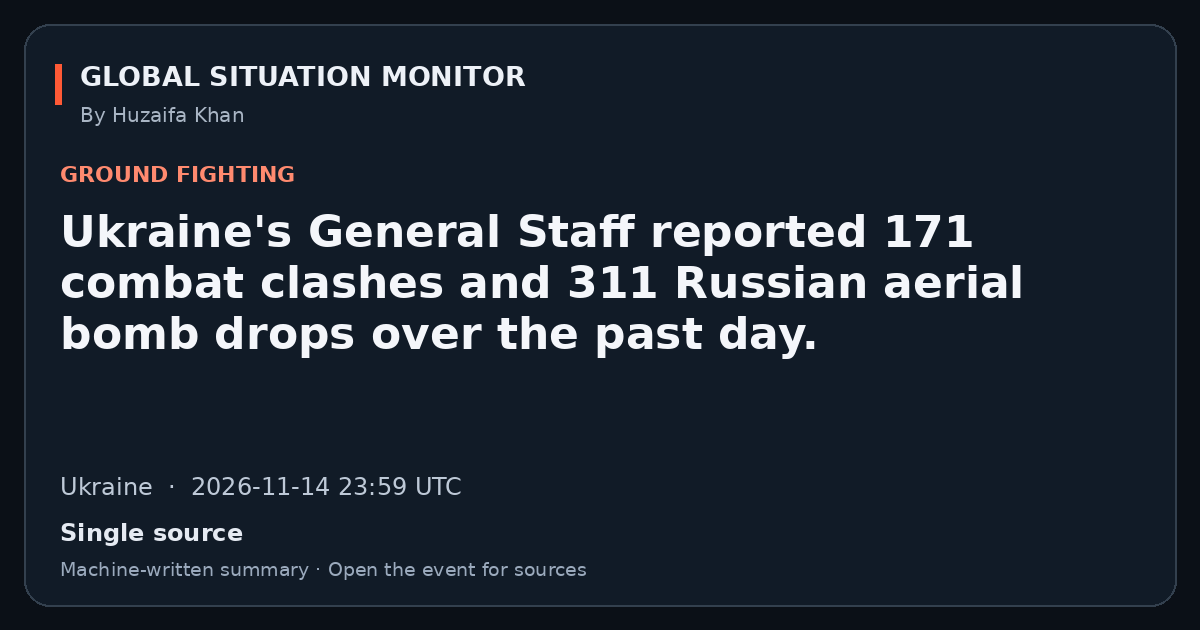 GLOBAL SITUATION MONITOR
By Huzaifa Khan
GROUND FIGHTING
Ukraine's General Staff reported 171
combat clashes and 311 Russian aerial
bomb drops over the past day.
Ukraine · 2026-11-14 23:59 UTC
Single source
Machine-written summary · Open the event for sources